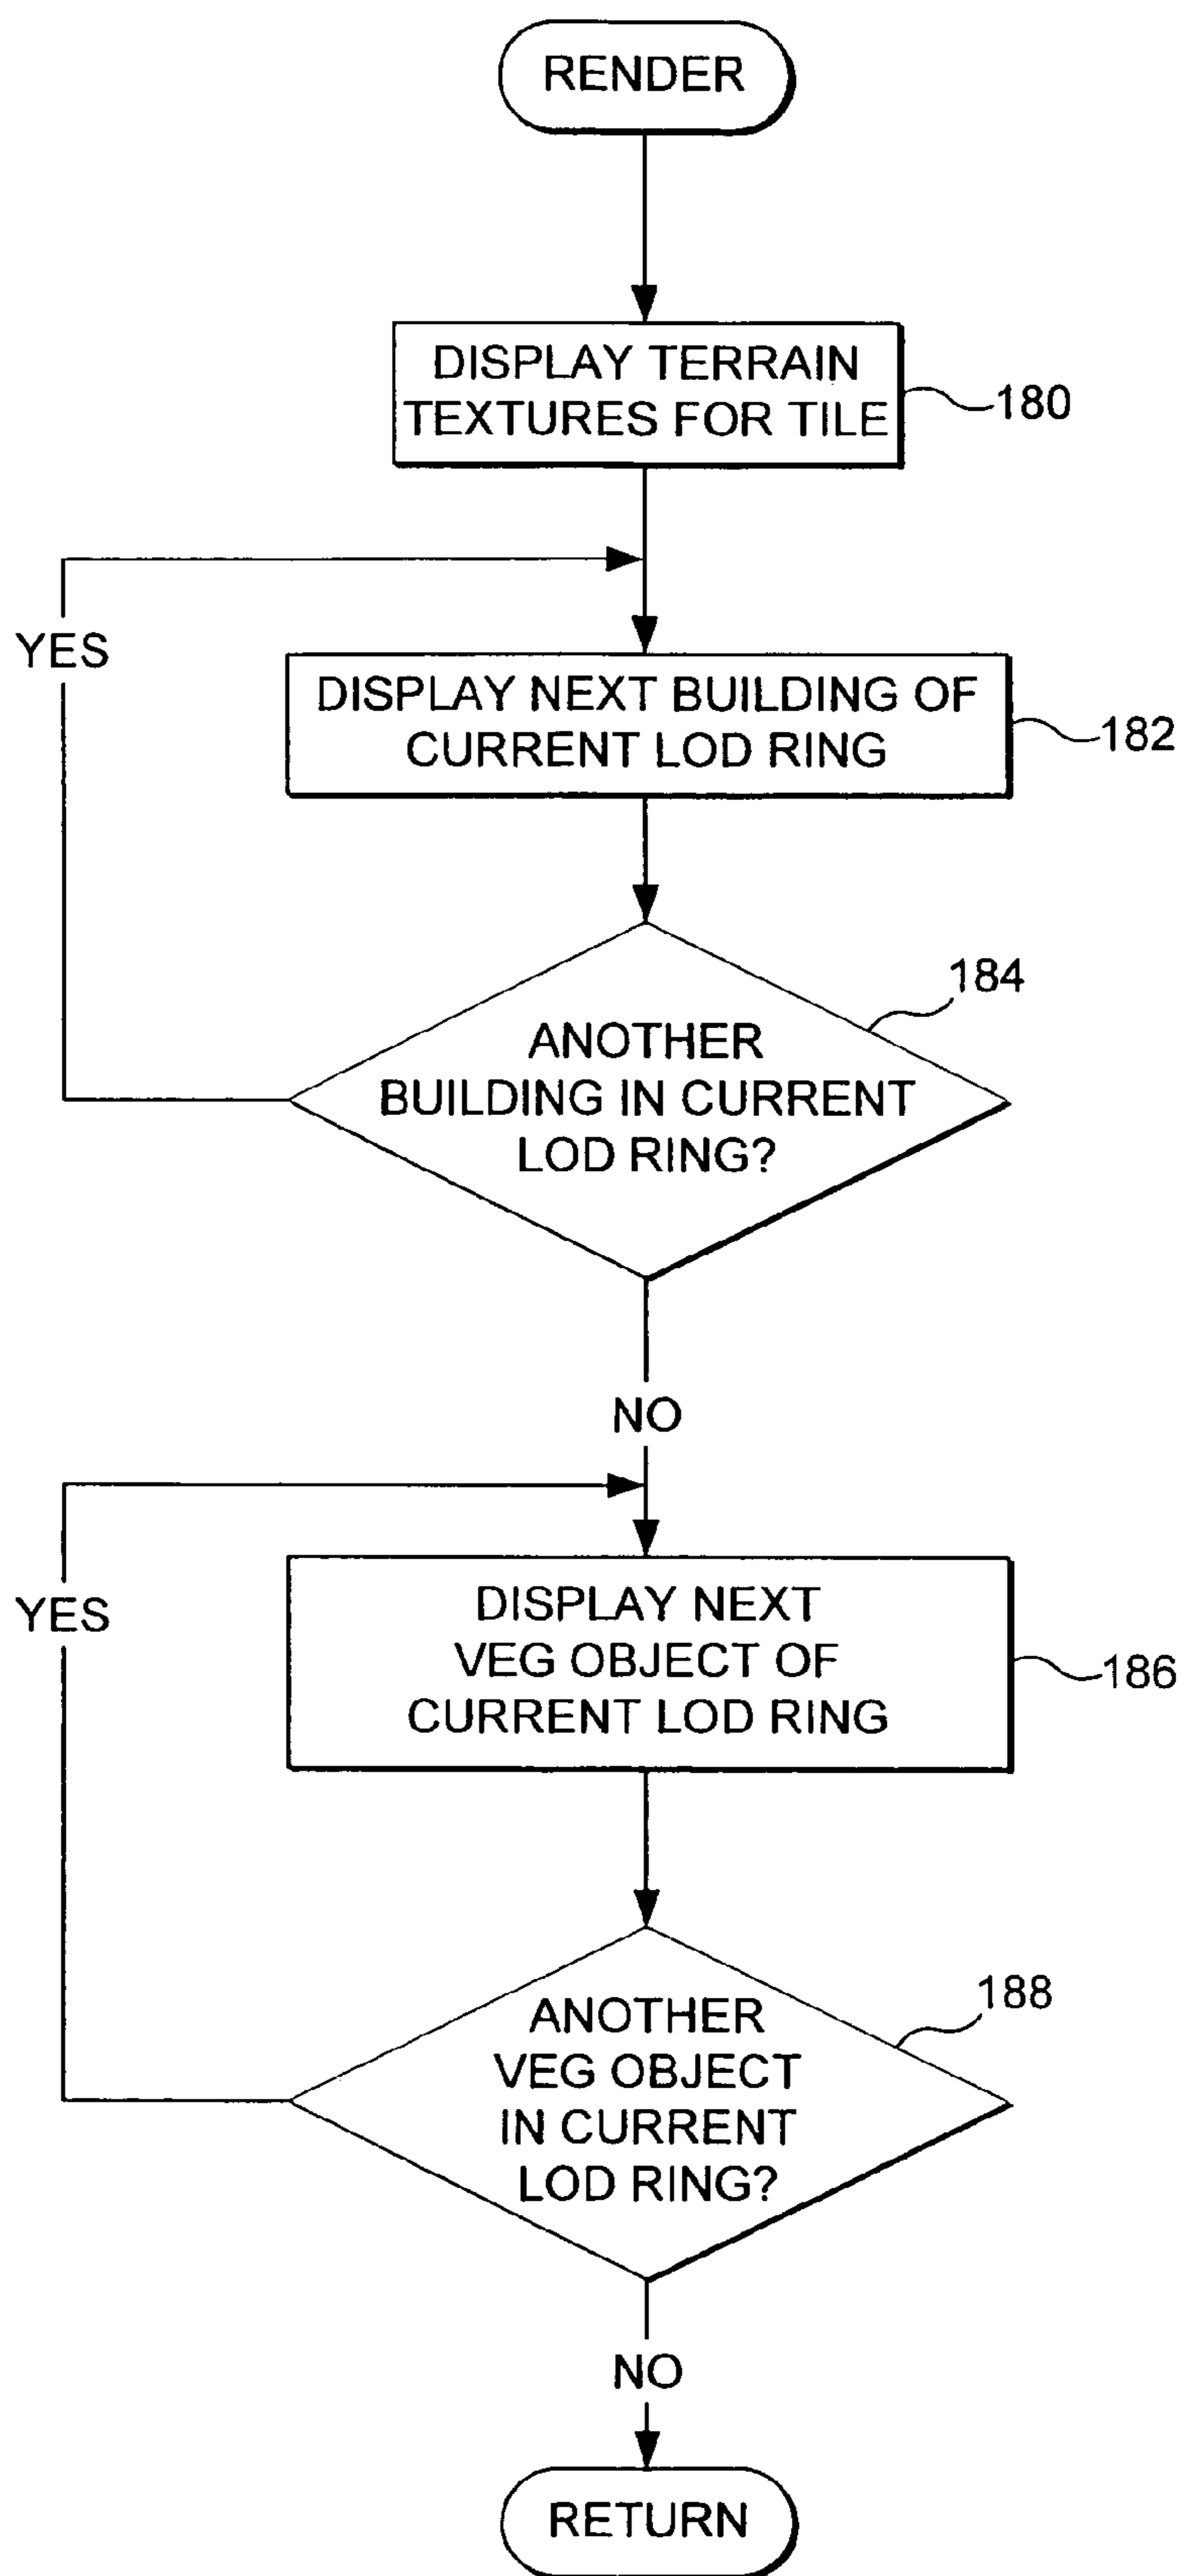 RENDER
DISPLAY TERRAIN
TEXTURES FOR TILE
180
YES
DISPLAY NEXT BUILDING OF
CURRENT LOD RING
182
184
ANOTHER
BUILDING IN CURRENT
LOD RING?
NO
YES
DISPLAY NEXT
VEG OBJECT OF
CURRENT LOD RING
186
188
ANOTHER
VEG OBJECT
IN CURRENT
LOD RING?
NO
RETURN